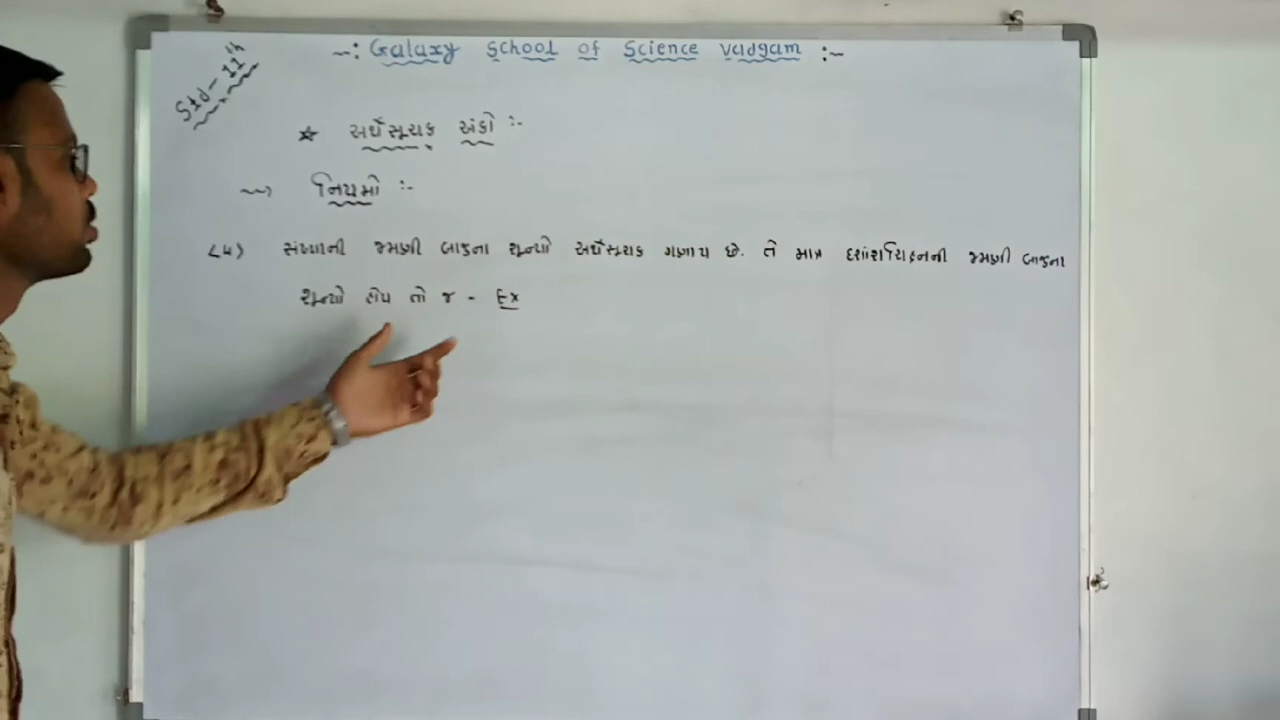 ~: Galaxy School of Science Vadgam :~
Std-11th
* અર્થસૂચક અંકો :-
નિયમો :-
(૫) સંખ્યાની જમણી બાજુના શૂન્યો અર્થસૂચક ગણાય છે. તે માત્ર દશાંશચિહ્નની જમણી બાજુના
શૂન્યો હોય તો જ - Ex